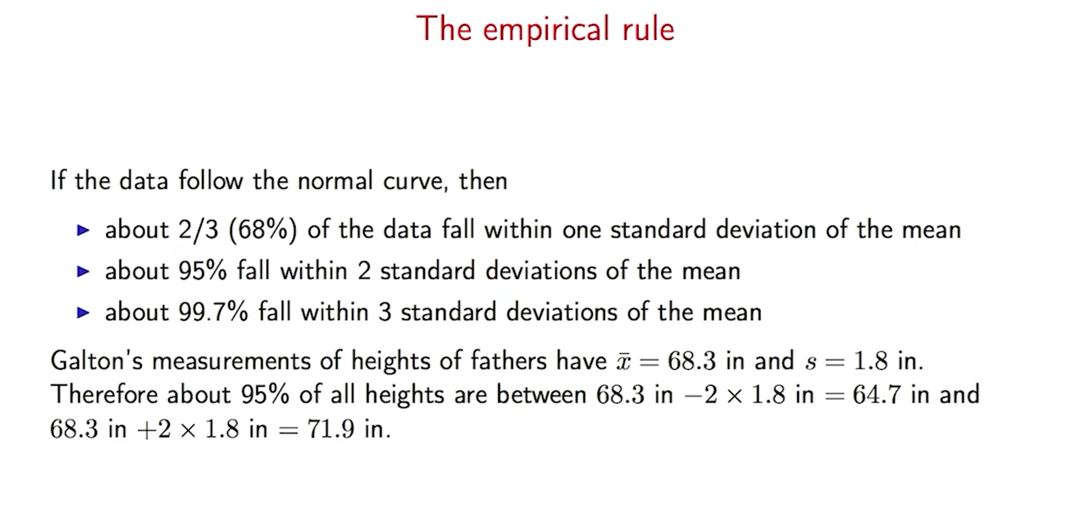 The empirical rule
If the data follow the normal curve, then
▶ about 2/3 (68%) of the data fall within one standard deviation of the mean
▶ about 95% fall within 2 standard deviations of the mean
▶ about 99.7% fall within 3 standard deviations of the mean
Galton's measurements of heights of fathers have x̄ = 68.3 in and s = 1.8 in.
Therefore about 95% of all heights are between 68.3 in −2 × 1.8 in = 64.7 in and
68.3 in +2 × 1.8 in = 71.9 in.